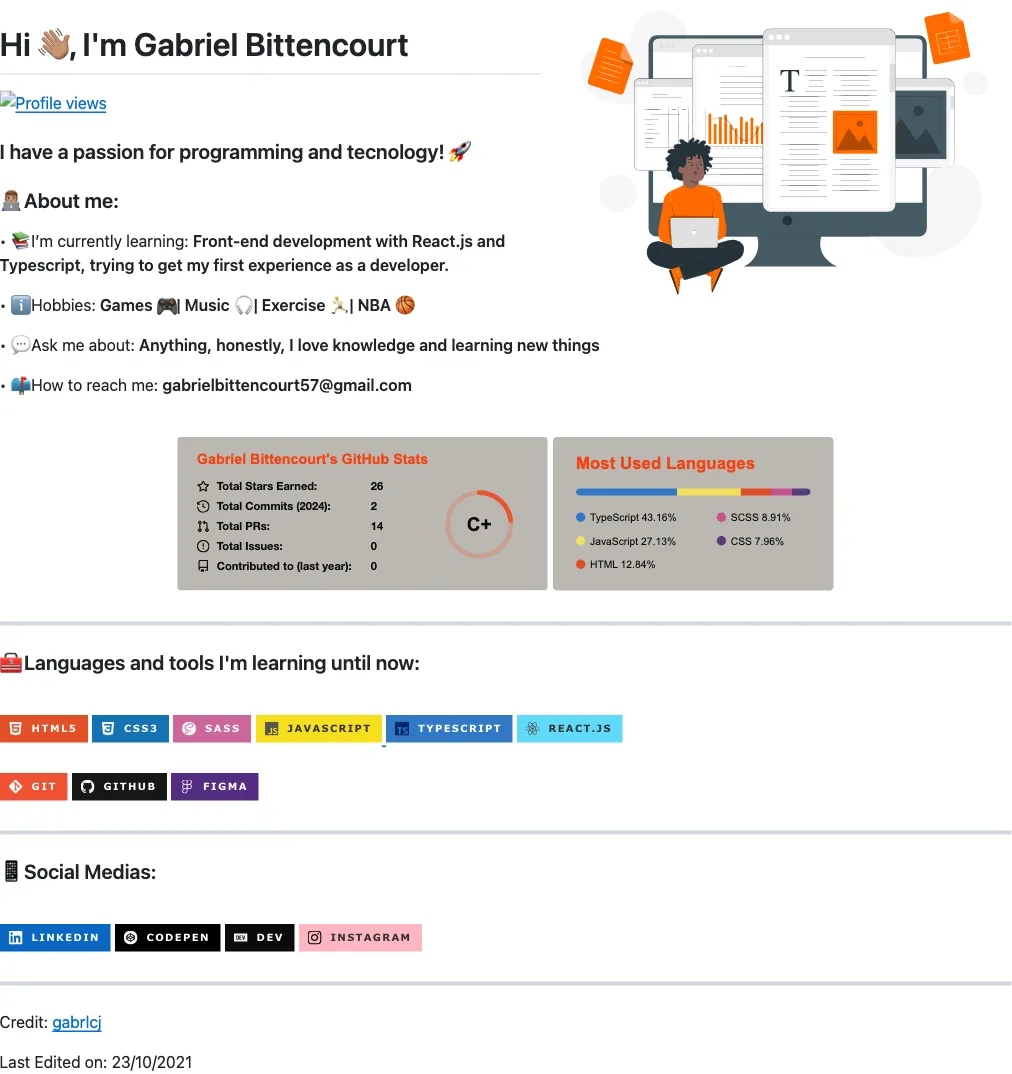 Hi 👋🏽, I'm Gabriel Bittencourt
Profile views
I have a passion for programming and tecnology! 🚀
👨🏽‍💻About me:
• 📚I’m currently learning: Front-end development with React.js and
Typescript, trying to get my first experience as a developer.
• ℹ️Hobbies: Games 🎮| Music 🎧| Exercise 🏃| NBA 🏀
• 💬Ask me about: Anything, honestly, I love knowledge and learning new things
• 📫How to reach me: gabrielbittencourt57@gmail.com
T
Gabriel Bittencourt's GitHub Stats
Total Stars Earned: 26
Total Commits (2024): 2
Total PRs: 14
Total Issues: 0
Contributed to (last year): 0
C+
Most Used Languages
TypeScript 43.16%
JavaScript 27.13%
HTML 12.84%
SCSS 8.91%
CSS 7.96%
🧰Languages and tools I'm learning until now:
HTML5 CSS3 SASS JS JAVASCRIPT TS TYPESCRIPT REACT.JS
GIT GITHUB FIGMA
📱Social Medias:
in LINKEDIN CODEPEN DEV DEV INSTAGRAM
Credit: gabrlcj
Last Edited on: 23/10/2021